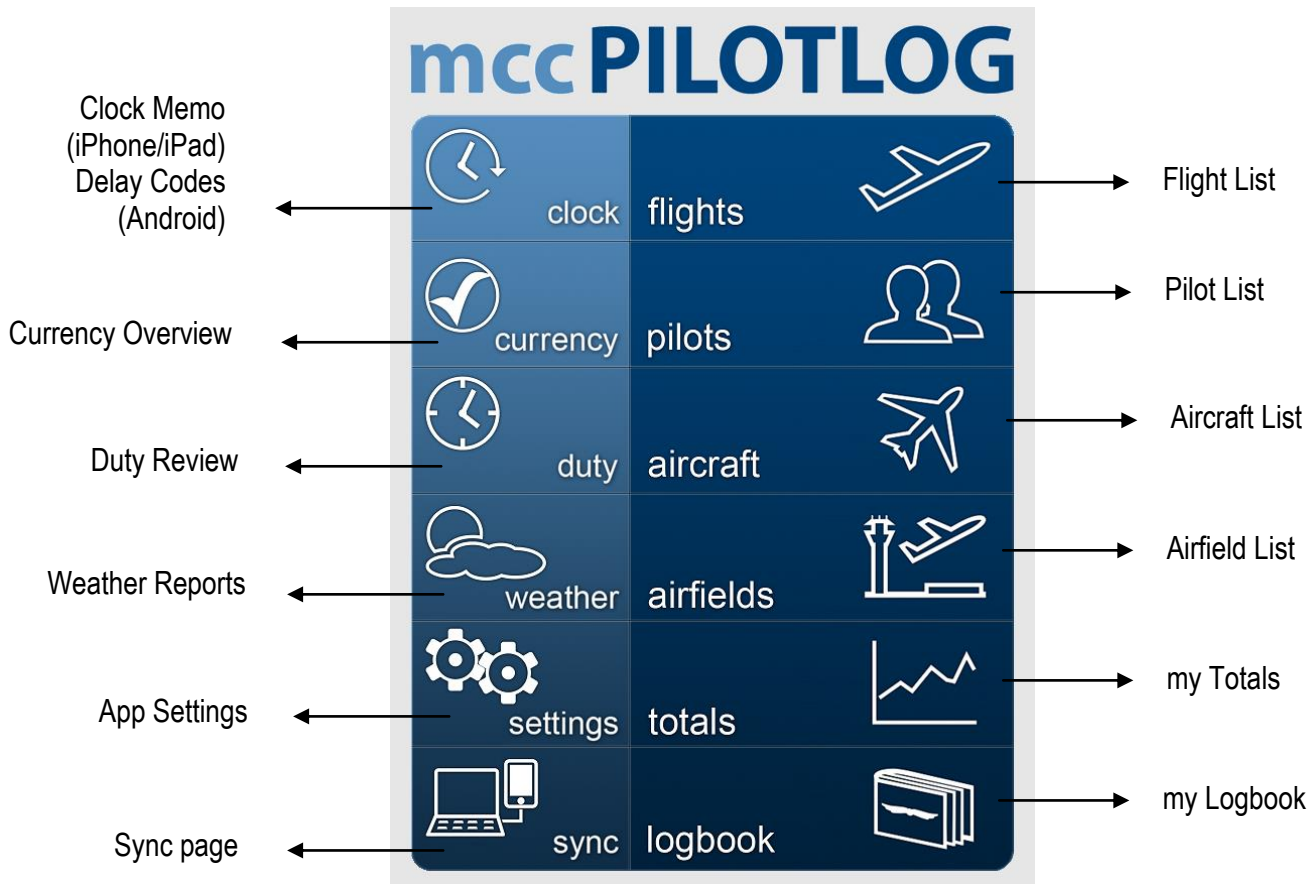 mccPILOTLOG
Clock Memo
(iPhone/iPad)
Delay Codes
(Android)
clock
flights
Flight List
Currency Overview
currency
pilots
Pilot List
Duty Review
duty
aircraft
Aircraft List
Weather Reports
weather
airfields
Airfield List
App Settings
settings
totals
my Totals
Sync page
sync
logbook
my Logbook